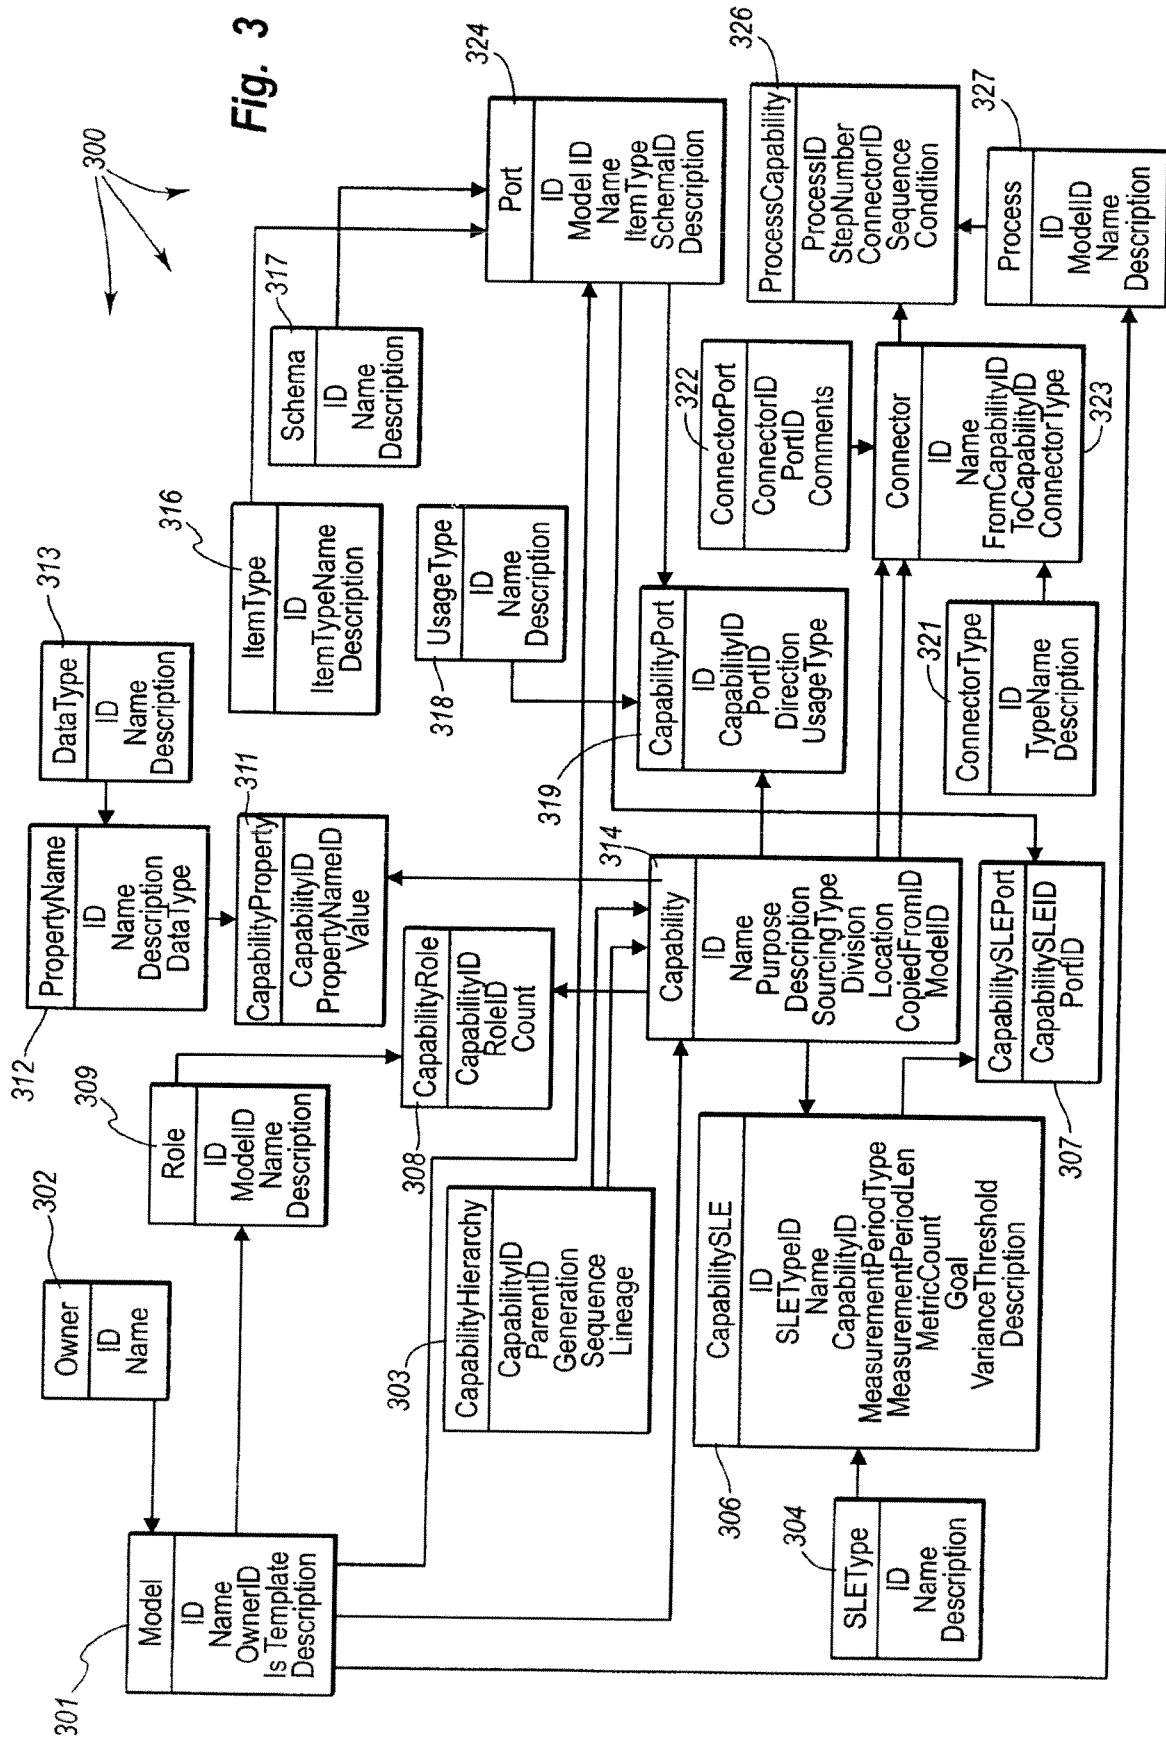 300
Fig. 3
301
Model
ID
Name
OwnerID
Is Template
Description
302
Owner
ID
Name
309
Role
ID
ModelID
Name
Description
312
PropertyName
ID
Name
Description
DataType
313
DataType
ID
Name
Description
311
CapabilityProperty
CapabilityID
PropertyNameID
Value
316
ItemType
ID
ItemTypeName
Description
317
Schema
ID
Name
Description
324
Port
ID
Model ID
Name
ItemType
SchemaID
Description
308
CapabilityRole
CapabilityID
RoleID
Count
318
UsageType
ID
Name
Description
303
CapabilityHierarchy
CapabilityID
ParentID
Generation
Sequence
Lineage
314
Capability
ID
Name
Purpose
Description
SourcingType
Division
Location
CopiedFromID
ModelID
319
CapabilityPort
ID
CapabilityID
PortID
Direction
UsageType
322
ConnectorPort
ConnectorID
PortID
Comments
326
ProcessCapability
ProcessID
StepNumber
ConnectorID
Sequence
Condition
306
CapabilitySLE
ID
SLETypeID
Name
CapabilityID
MeasurementPeriodType
MeasurementPeriodLen
MetricCount
Goal
VarianceThreshold
Description
304
SLEType
ID
Name
Description
307
CapabilitySLEPort
CapabilitySLEID
PortID
321
ConnectorType
ID
TypeName
Description
323
Connector
ID
Name
FromCapabilityID
ToCapabilityID
ConnectorType
327
Process
ID
ModelID
Name
Description